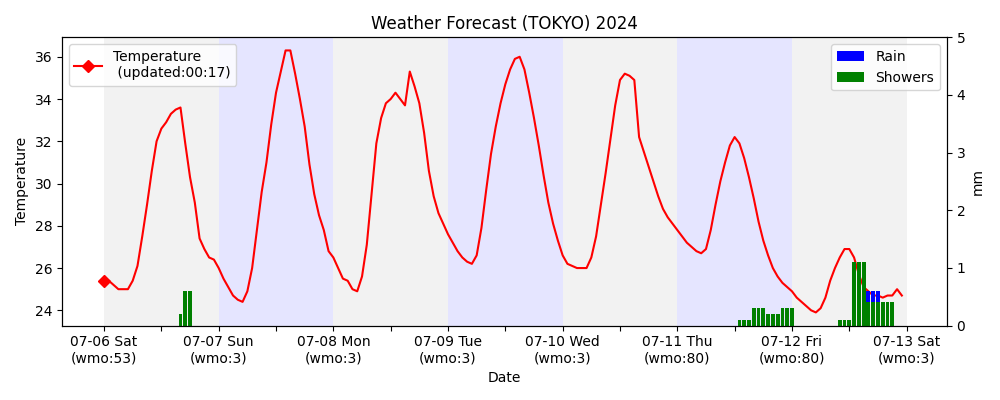 Weather Forecast (TOKYO) 2024
Temperature
(updated:00:17)
Rain
Showers
Temperature
36
34
32
30
28
26
24
5
4
3
2
1
0
mm
07-06 Sat
(wmo:53)
07-07 Sun
(wmo:3)
07-08 Mon
(wmo:3)
07-09 Tue
(wmo:3)
07-10 Wed
(wmo:3)
07-11 Thu
(wmo:80)
07-12 Fri
(wmo:80)
07-13 Sat
(wmo:3)
Date